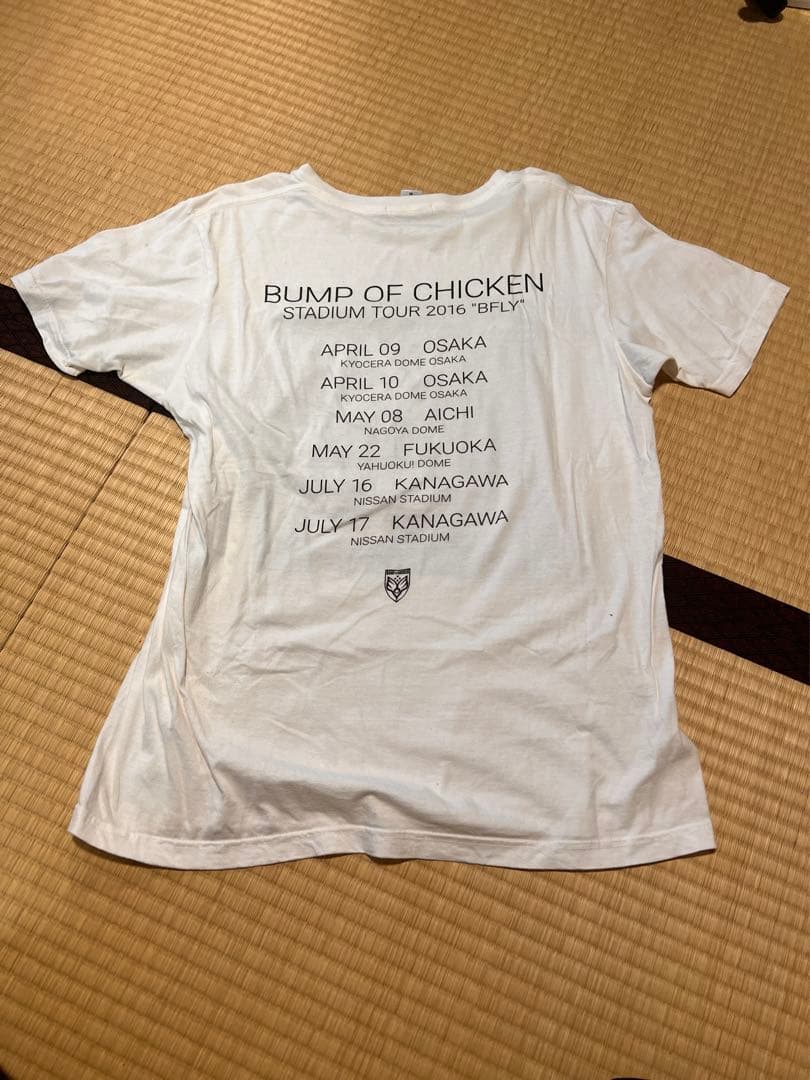 BUMP OF CHICKEN
STADIUM TOUR 2016 "BFLY"
APRIL 09 OSAKA
KYOCERA DOME OSAKA
APRIL 10 OSAKA
KYOCERA DOME OSAKA
MAY 08 AICHI
NAGOYA DOME
MAY 22 FUKUOKA
YAHUOKU! DOME
JULY 16 KANAGAWA
NISSAN STADIUM
JULY 17 KANAGAWA
NISSAN STADIUM